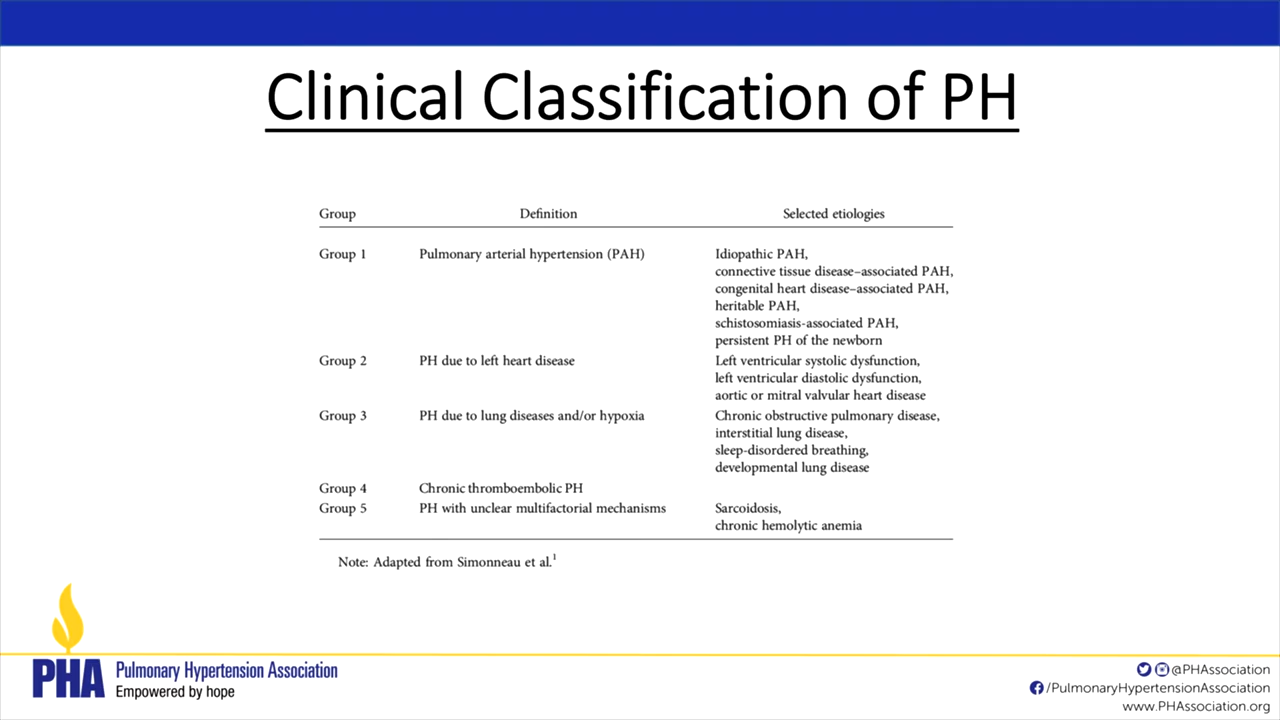 Clinical Classification of PH
Group Definition Selected etiologies
Group 1 Pulmonary arterial hypertension (PAH) Idiopathic PAH,
connective tissue disease–associated PAH,
congenital heart disease–associated PAH,
heritable PAH,
schistosomiasis-associated PAH,
persistent PH of the newborn
Group 2 PH due to left heart disease Left ventricular systolic dysfunction,
left ventricular diastolic dysfunction,
aortic or mitral valvular heart disease
Group 3 PH due to lung diseases and/or hypoxia Chronic obstructive pulmonary disease,
interstitial lung disease,
sleep-disordered breathing,
developmental lung disease
Group 4 Chronic thromboembolic PH
Group 5 PH with unclear multifactorial mechanisms Sarcoidosis,
chronic hemolytic anemia
Note: Adapted from Simonneau et al.¹
PHA Pulmonary Hypertension Association
Empowered by hope
@PHAssociation
/PulmonaryHypertensionAssociation
www.PHAssociation.org